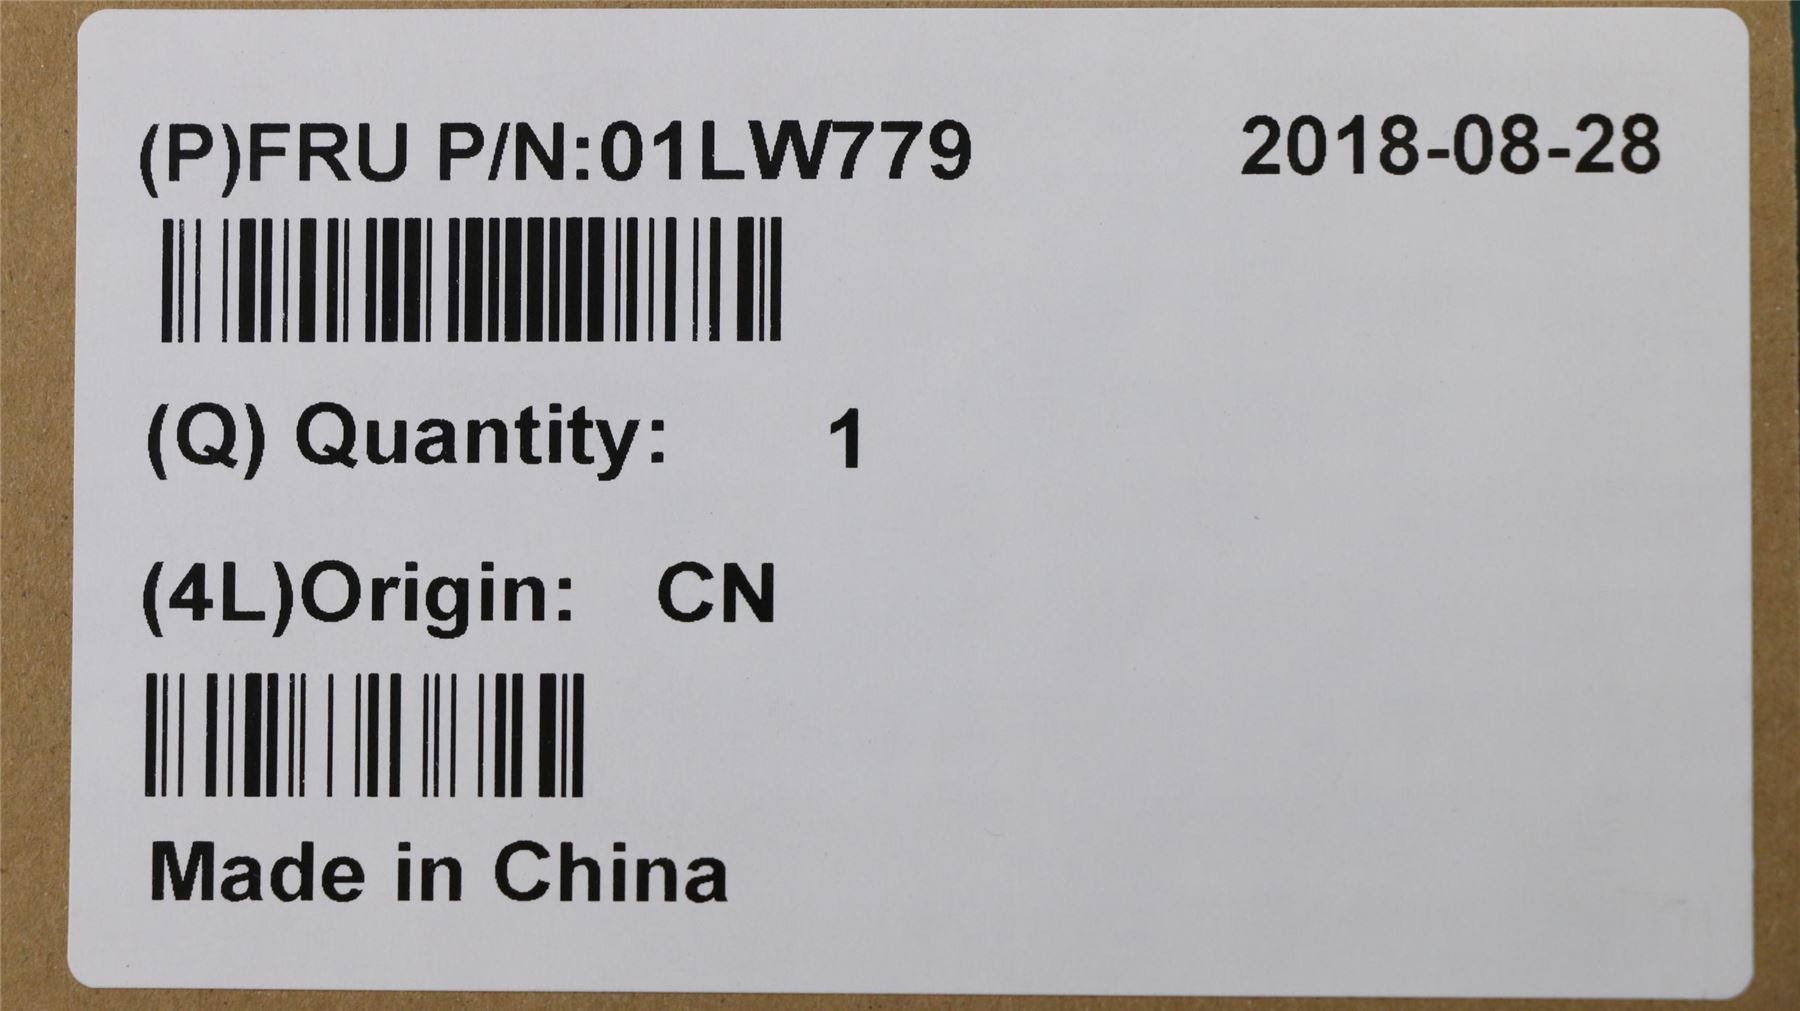 (P)FRU P/N:01LW779 2018-08-28
(Q) Quantity: 1
(4L)Origin: CN
Made in China